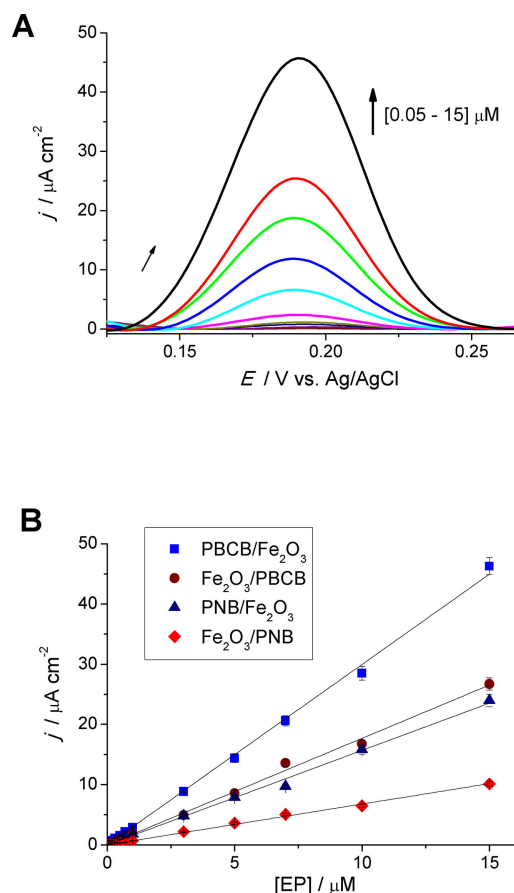 A
50
40
30
20
10
0
j / μA cm⁻²
[0.05 - 15] μM
0.15 0.20 0.25
E / V vs. Ag/AgCl
B
50
40
30
20
10
0
j / μA cm⁻²
PBCB/Fe₂O₃
Fe₂O₃/PBCB
PNB/Fe₂O₃
Fe₂O₃/PNB
0 5 10 15
[EP] / μM